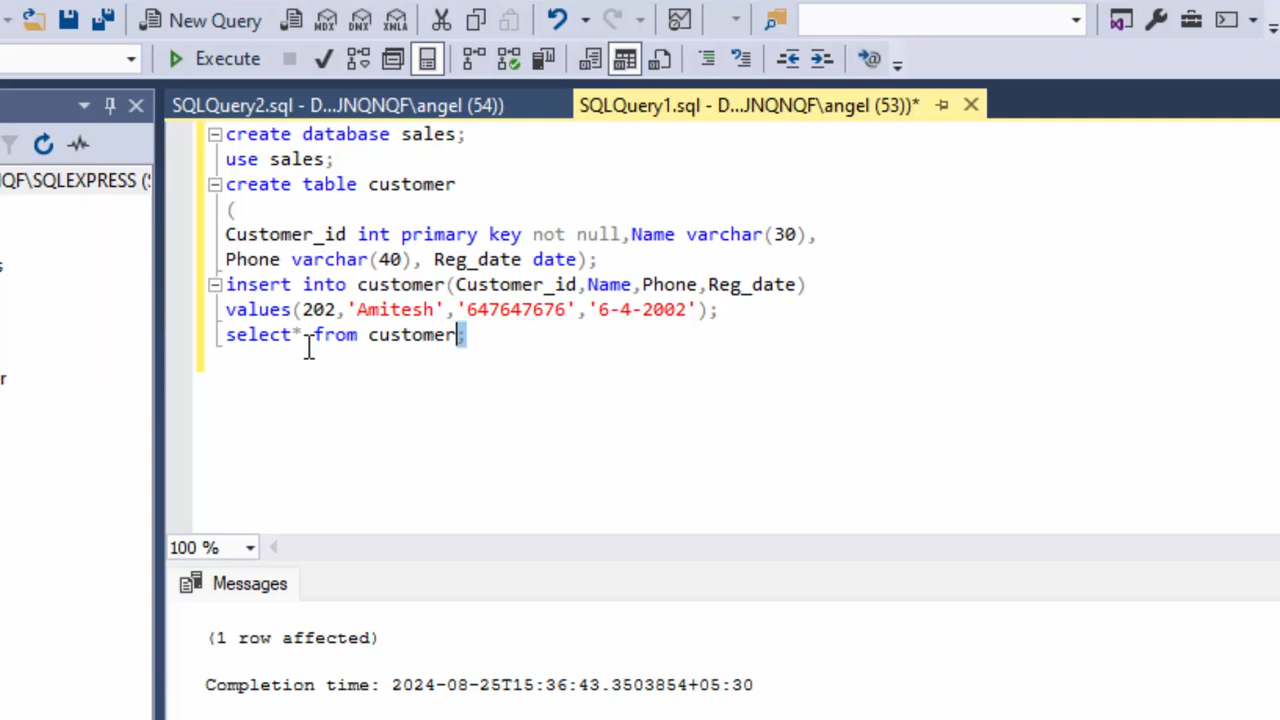 New Query MDX DMX XMLA
Execute
SQLQuery2.sql - D...JNQNQF\angel (54))
SQLQuery1.sql - D...JNQNQF\angel (53))*
QF\SQLEXPRESS (
create database sales;
use sales;
create table customer
(
Customer_id int primary key not null,Name varchar(30),
Phone varchar(40), Reg_date date);
insert into customer(Customer_id,Name,Phone,Reg_date)
values(202,'Amitesh','647647676','6-4-2002');
select* from customer;
100 %
Messages
(1 row affected)
Completion time: 2024-08-25T15:36:43.3503854+05:30